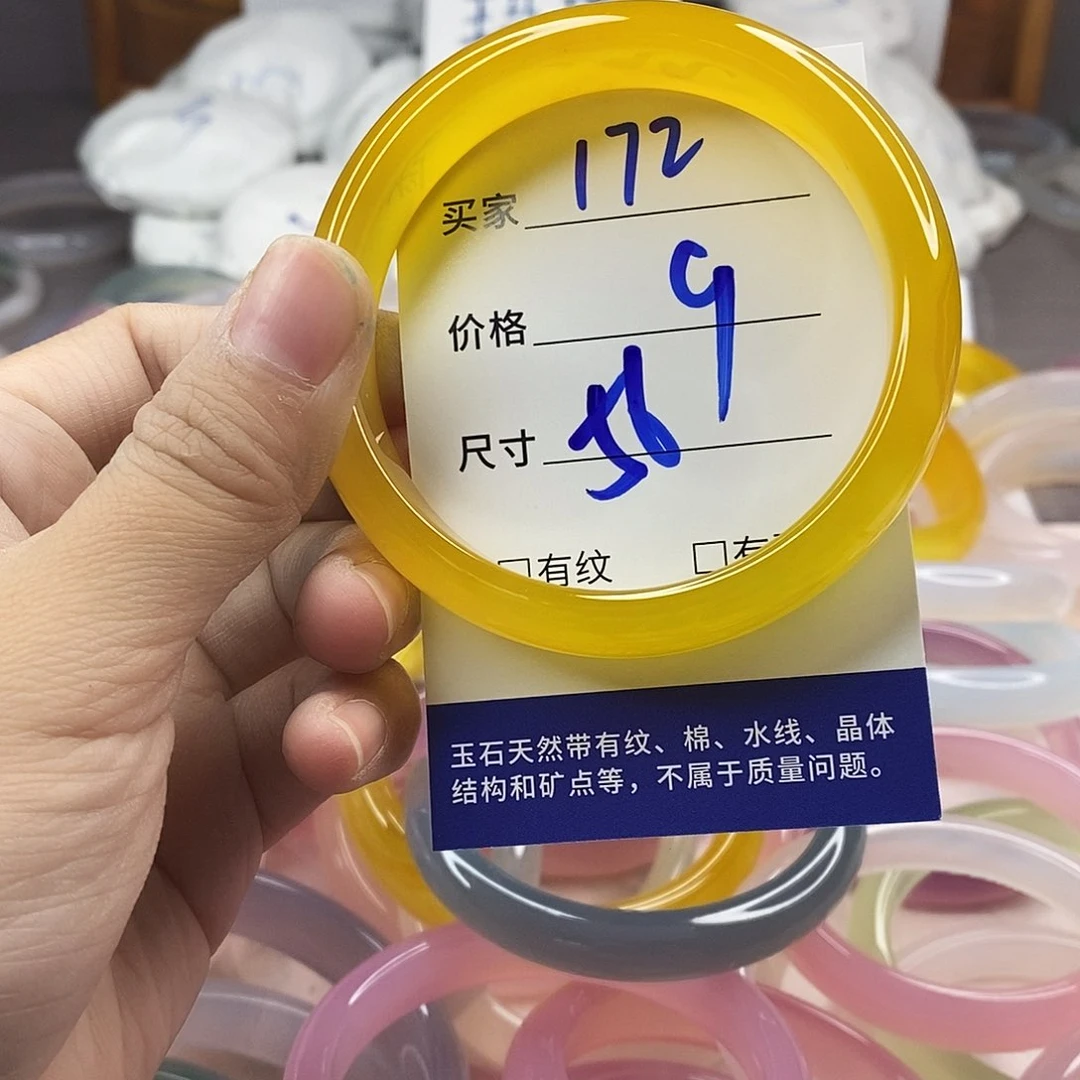 买家 172
价格 9
尺寸 58
□有纹 □有
玉石天然带有纹、棉、水线、晶体
结构和矿点等，不属于质量问题。